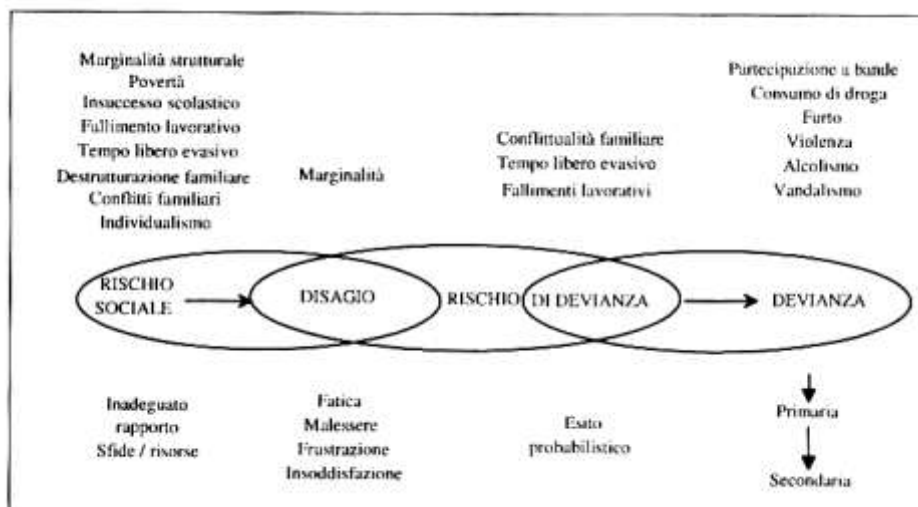 Marginalità strutturale
Povertà
Insuccesso scolastico
Fallimento lavorativo
Tempo libero evasivo
Destrutturazione familiare
Conflitti familiari
Individualismo
Marginalità
Conflittualità familiare
Tempo libero evasivo
Fallimenti lavorativi
Partecipazione a bande
Consumo di droga
Furto
Violenza
Alcolismo
Vandalismo
RISCHIO
SOCIALE
DISAGIO
RISCHIO DI DEVIANZA
DEVIANZA
Inadeguato
rapporto
Sfide / risorse
Fatica
Malessere
Frustrazione
Insoddisfazione
Esito
probabilistico
Primaria
Secondaria